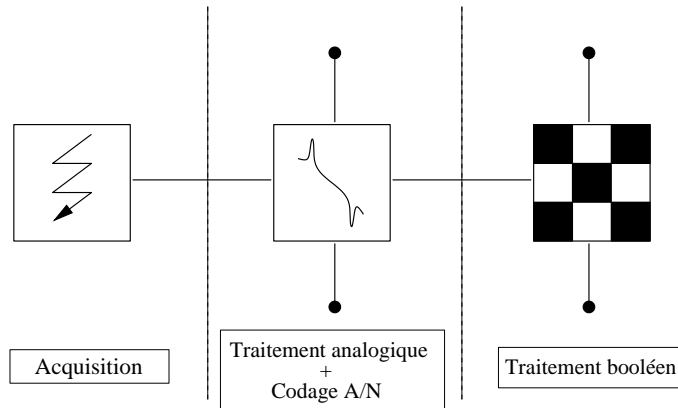 Acquisition
Traitement analogique
+
Codage A/N
Traitement booléen